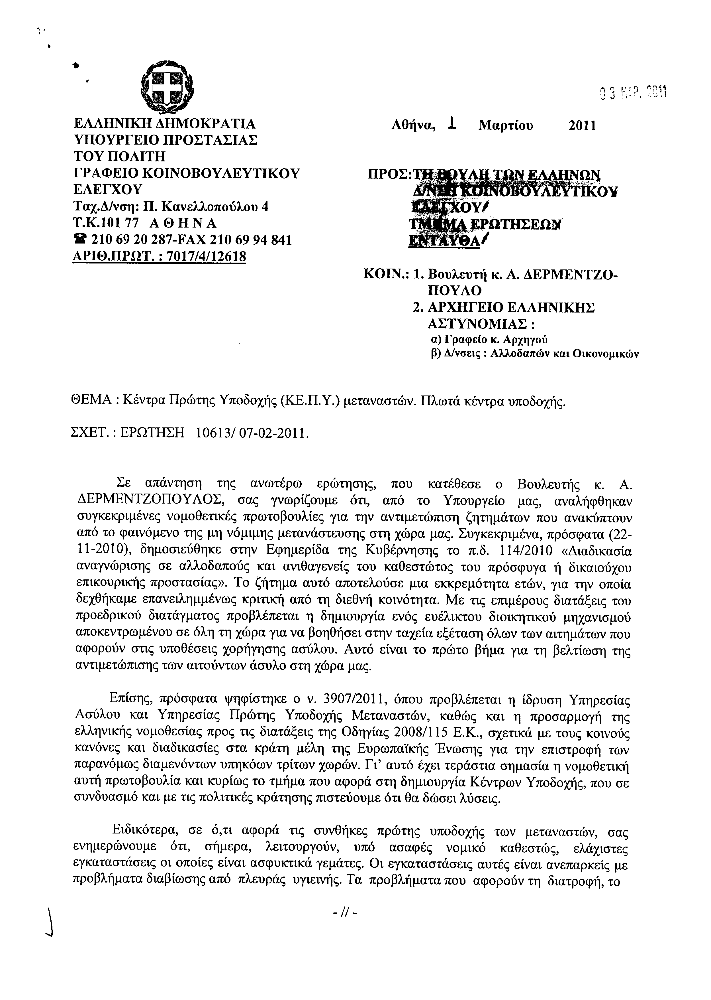 03 ΜΑΡ. 2011
ΕΛΛΗΝΙΚΗ ΔΗΜΟΚΡΑΤΙΑ
ΥΠΟΥΡΓΕΙΟ ΠΡΟΣΤΑΣΙΑΣ
ΤΟΥ ΠΟΛΙΤΗ
ΓΡΑΦΕΙΟ ΚΟΙΝΟΒΟΥΛΕΥΤΙΚΟΥ
ΕΛΕΓΧΟΥ
Ταχ.Δ/νση: Π. Κανελλοπούλου 4
Τ.Κ.101 77 Α Θ Η Ν Α
☎ 210 69 20 287-FAX 210 69 94 841
ΑΡΙΘ.ΠΡΩΤ. : 7017/4/12618
Αθήνα, 1 Μαρτίου 2011
ΠΡΟΣ:ΤΗ ΒΟΥΛΗ ΤΩΝ ΕΛΛΗΝΩΝ
Δ/ΝΣΗ ΚΟΙΝΟΒΟΥΛΕΥΤΙΚΟΥ
ΕΛΕΓΧΟΥ/
ΤΜΗΜΑ ΕΡΩΤΗΣΕΩΝ
ΕΝΤΑΥΘΑ/
ΚΟΙΝ.: 1. Βουλευτή κ. Α. ΔΕΡΜΕΝΤΖΟ-
ΠΟΥΛΟ
2. ΑΡΧΗΓΕΙΟ ΕΛΛΗΝΙΚΗΣ
ΑΣΤΥΝΟΜΙΑΣ :
α) Γραφείο κ. Αρχηγού
β) Δ/νσεις : Αλλοδαπών και Οικονομικών
ΘΕΜΑ : Κέντρα Πρώτης Υποδοχής (ΚΕ.Π.Υ.) μεταναστών. Πλωτά κέντρα υποδοχής.
ΣΧΕΤ. : ΕΡΩΤΗΣΗ 10613/ 07-02-2011.
Σε απάντηση της ανωτέρω ερώτησης, που κατέθεσε ο Βουλευτής κ. Α.
ΔΕΡΜΕΝΤΖΟΠΟΥΛΟΣ, σας γνωρίζουμε ότι, από το Υπουργείο μας, αναλήφθηκαν
συγκεκριμένες νομοθετικές πρωτοβουλίες για την αντιμετώπιση ζητημάτων που ανακύπτουν
από το φαινόμενο της μη νόμιμης μετανάστευσης στη χώρα μας. Συγκεκριμένα, πρόσφατα (22-
11-2010), δημοσιεύθηκε στην Εφημερίδα της Κυβέρνησης το π.δ. 114/2010 «Διαδικασία
αναγνώρισης σε αλλοδαπούς και ανιθαγενείς του καθεστώτος του πρόσφυγα ή δικαιούχου
επικουρικής προστασίας». Το ζήτημα αυτό αποτελούσε μια εκκρεμότητα ετών, για την οποία
δεχθήκαμε επανειλημμένως κριτική από τη διεθνή κοινότητα. Με τις επιμέρους διατάξεις του
προεδρικού διατάγματος προβλέπεται η δημιουργία ενός ευέλικτου διοικητικού μηχανισμού
αποκεντρωμένου σε όλη τη χώρα για να βοηθήσει στην ταχεία εξέταση όλων των αιτημάτων που
αφορούν στις υποθέσεις χορήγησης ασύλου. Αυτό είναι το πρώτο βήμα για τη βελτίωση της
αντιμετώπισης των αιτούντων άσυλο στη χώρα μας.
Επίσης, πρόσφατα ψηφίστηκε ο ν. 3907/2011, όπου προβλέπεται η ίδρυση Υπηρεσίας
Ασύλου και Υπηρεσίας Πρώτης Υποδοχής Μεταναστών, καθώς και η προσαρμογή της
ελληνικής νομοθεσίας προς τις διατάξεις της Οδηγίας 2008/115 Ε.Κ., σχετικά με τους κοινούς
κανόνες και διαδικασίες στα κράτη μέλη της Ευρωπαϊκής Ένωσης για την επιστροφή των
παρανόμως διαμενόντων υπηκόων τρίτων χωρών. Γι' αυτό έχει τεράστια σημασία η νομοθετική
αυτή πρωτοβουλία και κυρίως το τμήμα που αφορά στη δημιουργία Κέντρων Υποδοχής, που σε
συνδυασμό και με τις πολιτικές κράτησης πιστεύουμε ότι θα δώσει λύσεις.
Ειδικότερα, σε ό,τι αφορά τις συνθήκες πρώτης υποδοχής των μεταναστών, σας
ενημερώνουμε ότι, σήμερα, λειτουργούν, υπό ασαφές νομικό καθεστώς, ελάχιστες
εγκαταστάσεις οι οποίες είναι ασφυκτικά γεμάτες. Οι εγκαταστάσεις αυτές είναι ανεπαρκείς με
προβλήματα διαβίωσης από πλευράς υγιεινής. Τα προβλήματα που αφορούν τη διατροφή, το
- // -